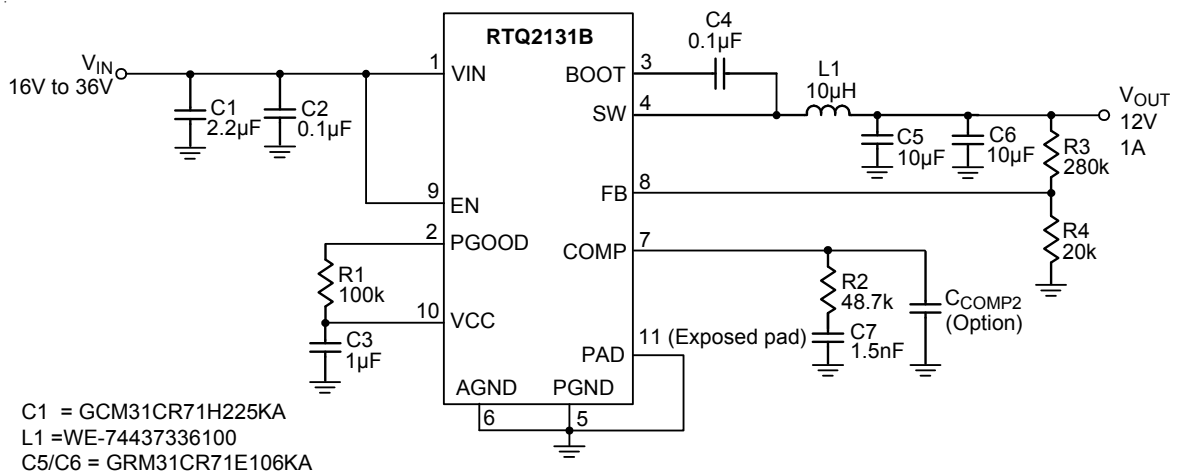 RTQ2131B
VIN
16V to 36V
C1
2.2µF
C2
0.1µF
1
VIN
9
EN
2
PGOOD
R1
100k
10
VCC
C3
1µF
BOOT
3
SW
4
C4
0.1µF
L1
10µH
C5
10µF
C6
10µF
VOUT
12V
1A
R3
280k
FB
8
R4
20k
COMP
7
R2
48.7k
C7
1.5nF
CCOMP2
(Option)
11 (Exposed pad)
PAD
AGND
PGND
6
5
C1 = GCM31CR71H225KA
L1 =WE-74437336100
C5/C6 = GRM31CR71E106KA